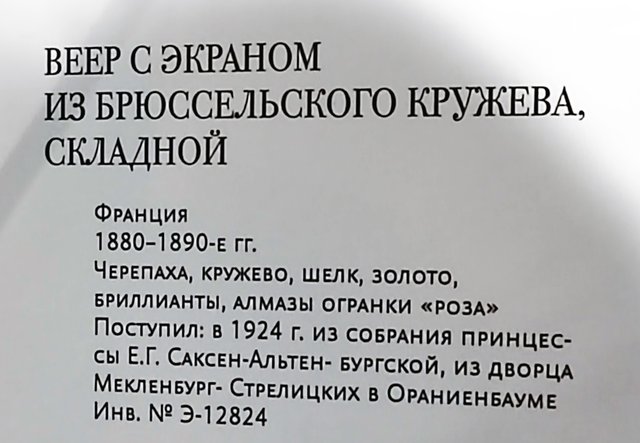 ВЕЕР С ЭКРАНОМ
ИЗ БРЮССЕЛЬСКОГО КРУЖЕВА,
СКЛАДНОЙ
ФРАНЦИЯ
1880–1890-Е ГГ.
ЧЕРЕПАХА, КРУЖЕВО, ШЕЛК, ЗОЛОТО,
БРИЛЛИАНТЫ, АЛМАЗЫ ОГРАНКИ «РОЗА»
ПОСТУПИЛ: В 1924 Г. ИЗ СОБРАНИЯ ПРИНЦЕС-
СЫ Е.Г. САКСЕН-АЛЬТЕН- БУРГСКОЙ, ИЗ ДВОРЦА
МЕКЛЕНБУРГ- СТРЕЛИЦКИХ В ОРАНИЕНБАУМЕ
ИНВ. № Э-12824